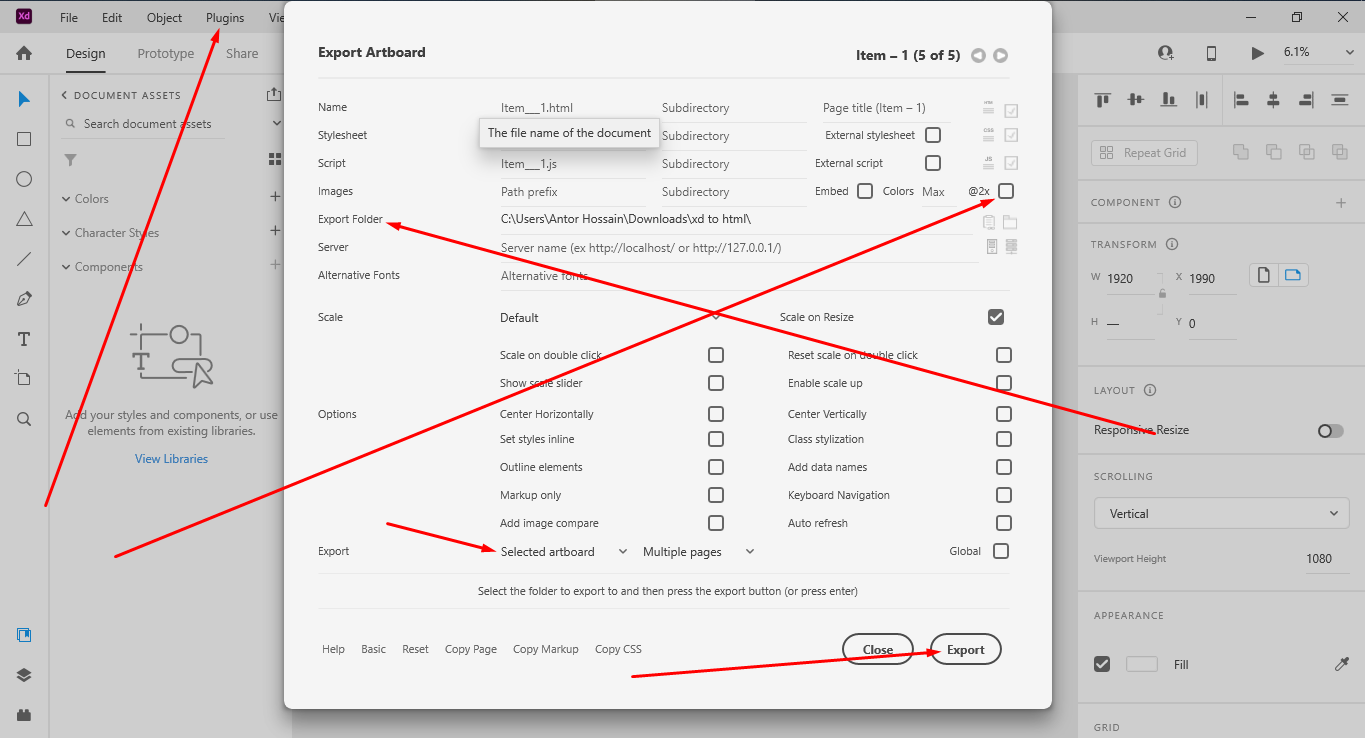 Xd File Edit Object Plugins Vie
Design Prototype Share 6.1%
DOCUMENT ASSETS
Search document assets
Colors
Character Styles
Components
Add your styles and components, or use
elements from existing libraries.
View Libraries
Export Artboard Item – 1 (5 of 5)
Name Item__1.html Subdirectory Page title (Item – 1)
The file name of the document
Stylesheet Subdirectory External stylesheet CSS
Script Item__1.js Subdirectory External script JS
Images Path prefix Subdirectory Embed Colors Max @2x
Export Folder C:\Users\Antor Hossain\Downloads\xd to html\
Server Server name (ex http://localhost/ or http://127.0.0.1/)
Alternative Fonts Alternative fonts
Scale Default Scale on Resize
Scale on double click Reset scale on double click
Show scale slider Enable scale up
Options Center Horizontally Center Vertically
Set styles inline Class stylization
Outline elements Add data names
Markup only Keyboard Navigation
Add image compare Auto refresh
Export Selected artboard Multiple pages Global
Select the folder to export to and then press the export button (or press enter)
Help Basic Reset Copy Page Copy Markup Copy CSS Close Export
Repeat Grid
COMPONENT
TRANSFORM
W 1920 X 1990
H — Y 0
LAYOUT
Responsive Resize
SCROLLING
Vertical
Viewport Height 1080
APPEARANCE
Fill
GRID